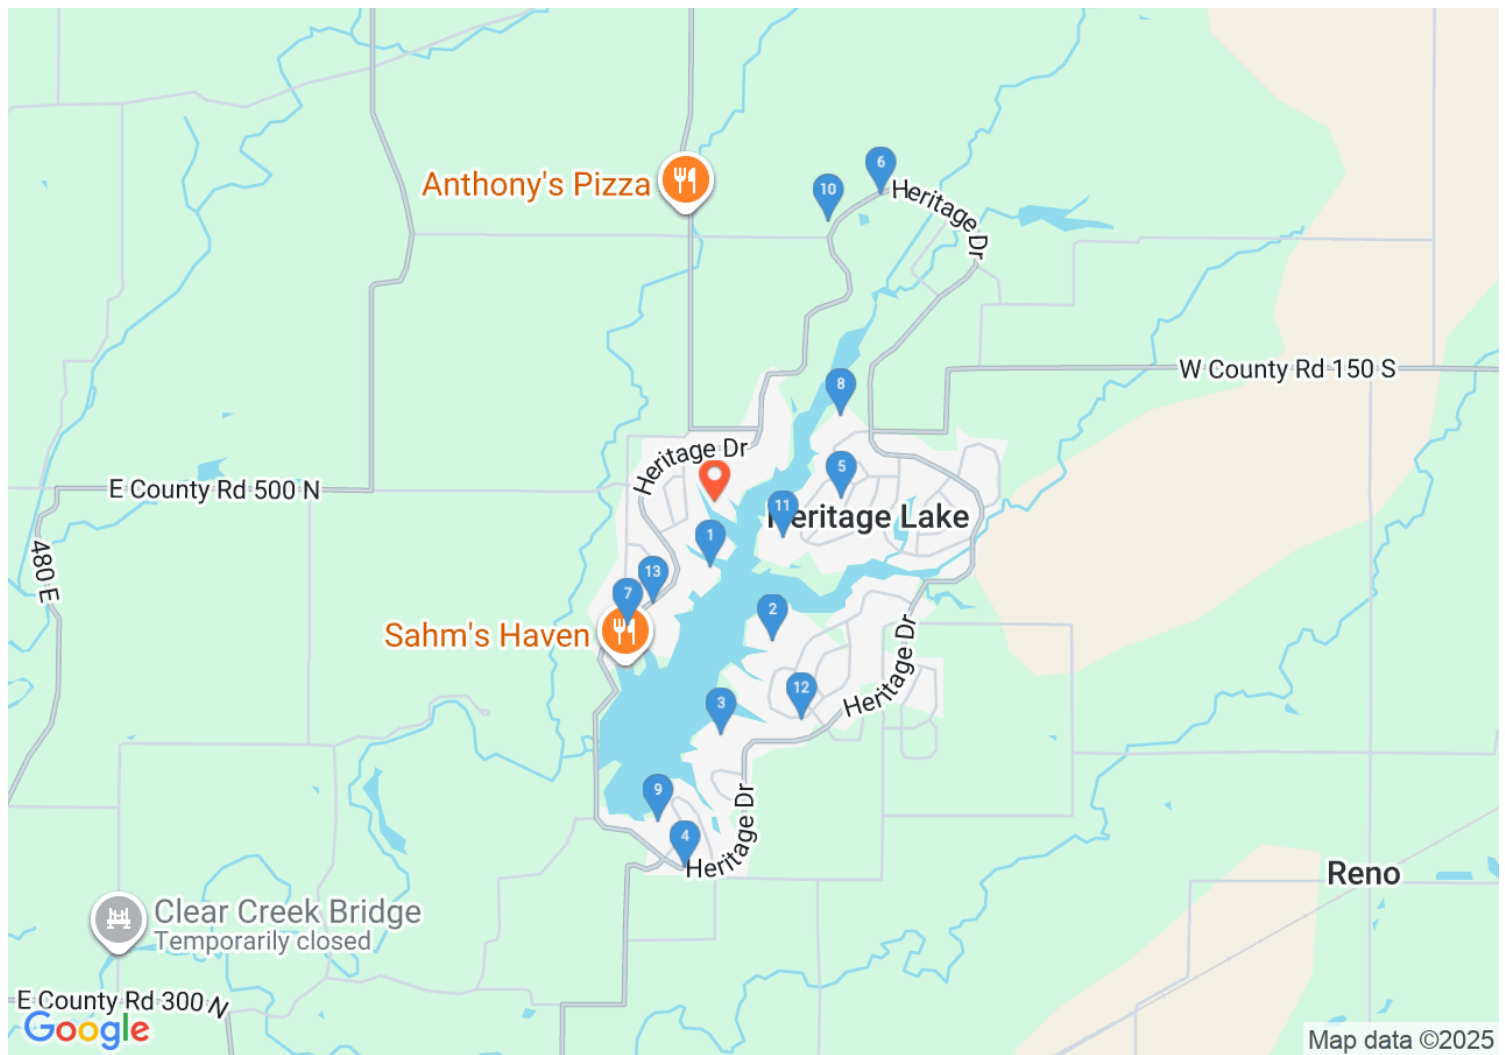 6
10
Anthony's Pizza
Heritage Dr
W County Rd 150 S
8
Heritage Dr
5
E County Rd 500 N
11
Heritage Lake
1
480 E
13
7
2
Sahm's Haven
Heritage Dr
12
3
9
Heritage Dr
4
Reno
Clear Creek Bridge
Temporarily closed
E County Rd 300 N
Google
Map data ©2025